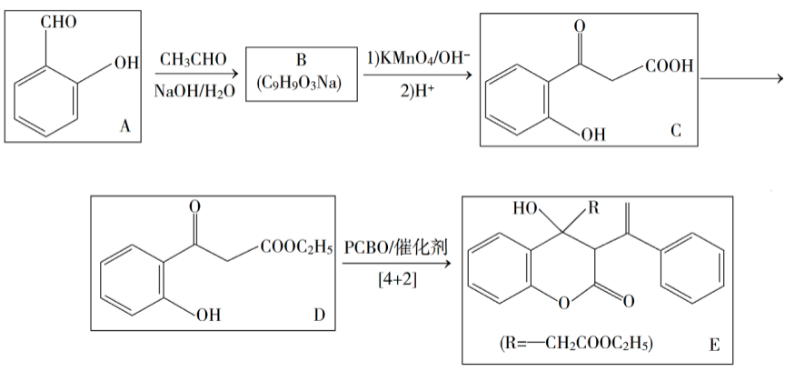 CHO
OH
A
CH₃CHO
NaOH/H₂O
B
(C₉H₉O₃Na)
1)KMnO₄/OH⁻
2)H⁺
O
COOH
OH
C
O
COOC₂H₅
OH
D
PCBO/催化剂
[4+2]
HO
R
O
O
(R=—CH₂COOC₂H₅)
E